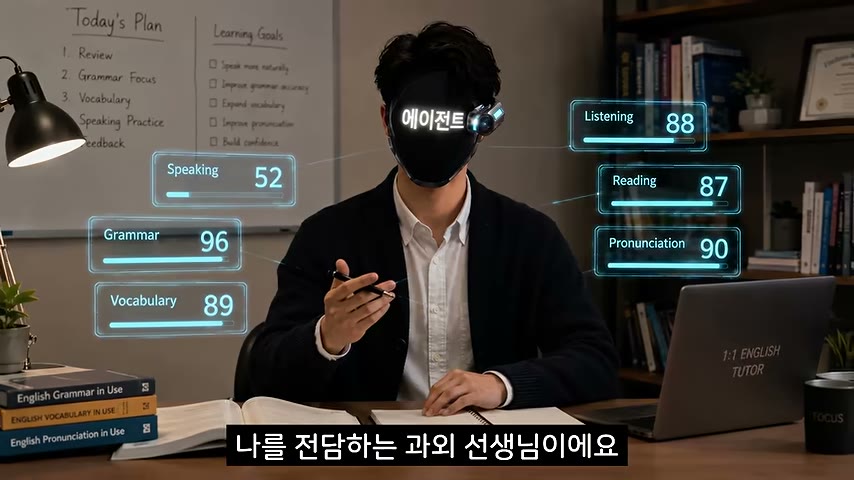 Today's Plan
1. Review
2. Grammar Focus
3. Vocabulary
Speaking Practice
Feedback
Learning Goals
Speak more naturally
Improve grammar accuracy
Expand vocabulary
Improve pronunciation
Build confidence
에이전트
Speaking 52
Grammar 96
Vocabulary 89
Listening 88
Reading 87
Pronunciation 90
English Grammar in Use
ENGLISH VOCABULARY IN USE
English Pronunciation in Use
1:1 ENGLISH
TUTOR
FOCUS
나를 전담하는 과외 선생님이에요